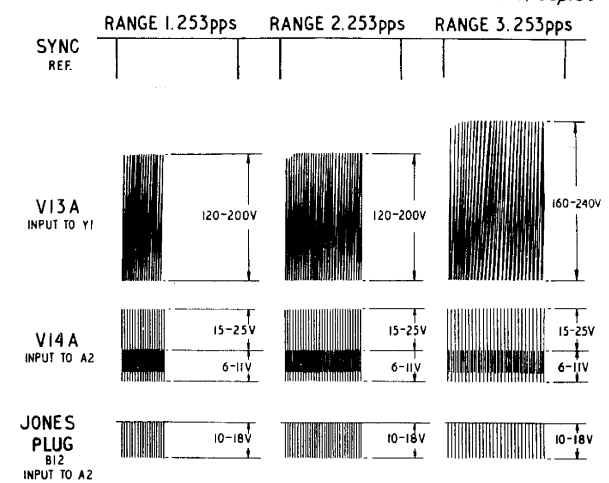 RANGE 1.253pps RANGE 2.253pps RANGE 3.253pps
SYNC
REF.
V13A
INPUT TO Y1
120-200V 120-200V 160-240V
V14A
INPUT TO A2
15-25V 15-25V 15-25V
6-11V 6-11V 6-11V
JONES
PLUG
B12
INPUT TO A2
10-18V 10-18V 10-18V